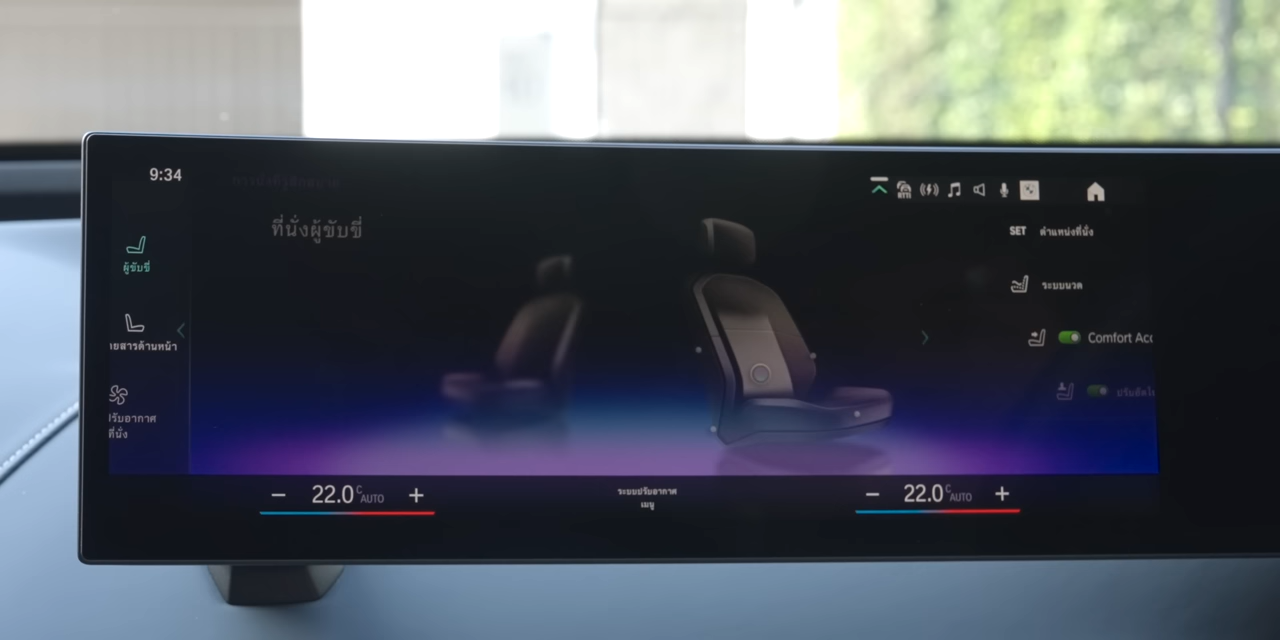 9:34
ที่นั่งผู้ขับขี่
SET ตำแหน่งที่นั่ง
ผู้ขับขี่
ระบบนวด
ยสารด้านหน้า
Comfort Acc
ปรับอากาศ
ที่นั่ง
− 22.0 C AUTO +
ระบบปรับอากาศ
เมนู
− 22.0 C AUTO +